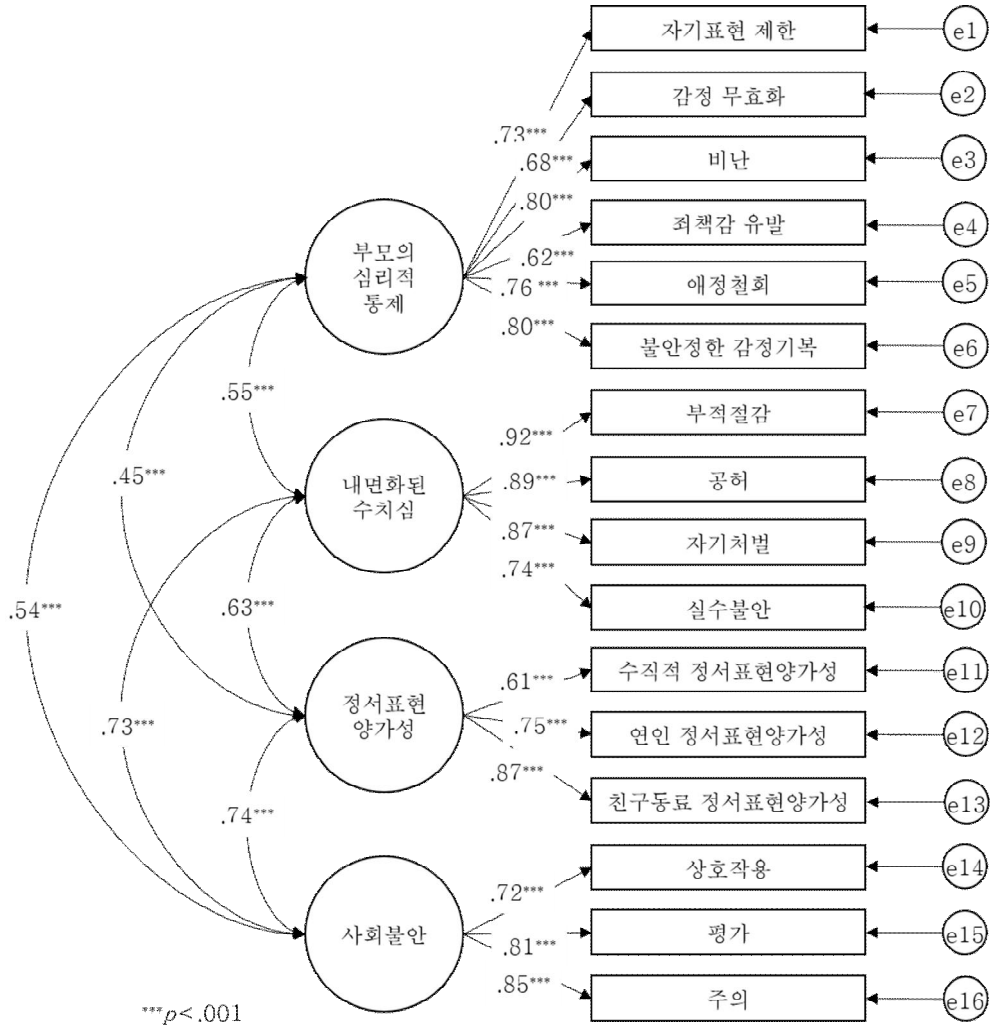 자기표현 제한
e1
감정 무효화
e2
.73***
.68***
비난
e3
.80***
죄책감 유발
e4
부모의
심리적
통제
.62***
.76***
애정철회
e5
.80***
불안정한 감정기복
e6
.55***
부적절감
e7
.92***
.45***
내면화된
수치심
.89***
공허
e8
.87***
자기처벌
e9
.74***
.54***
.63***
실수불안
e10
.61***
수직적 정서표현양가성
e11
정서표현
양가성
.73***
.75***
연인 정서표현양가성
e12
.87***
친구동료 정서표현양가성
e13
.74***
상호작용
e14
.72***
사회불안
.81***
평가
e15
.85***
주의
e16
***p<.001